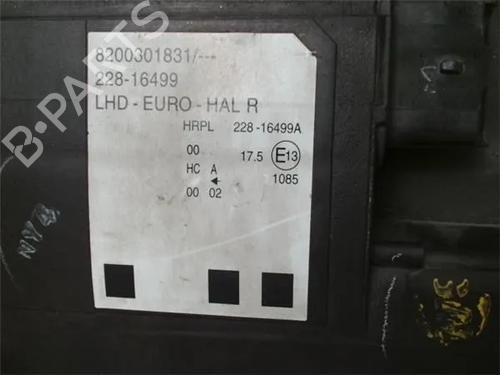 8200301831/---
228-16499
LHD - EURO - HAL R
HRPL 228-16499A
00 17.5 E13
HC A 1085
←
00 02
B-PARTS